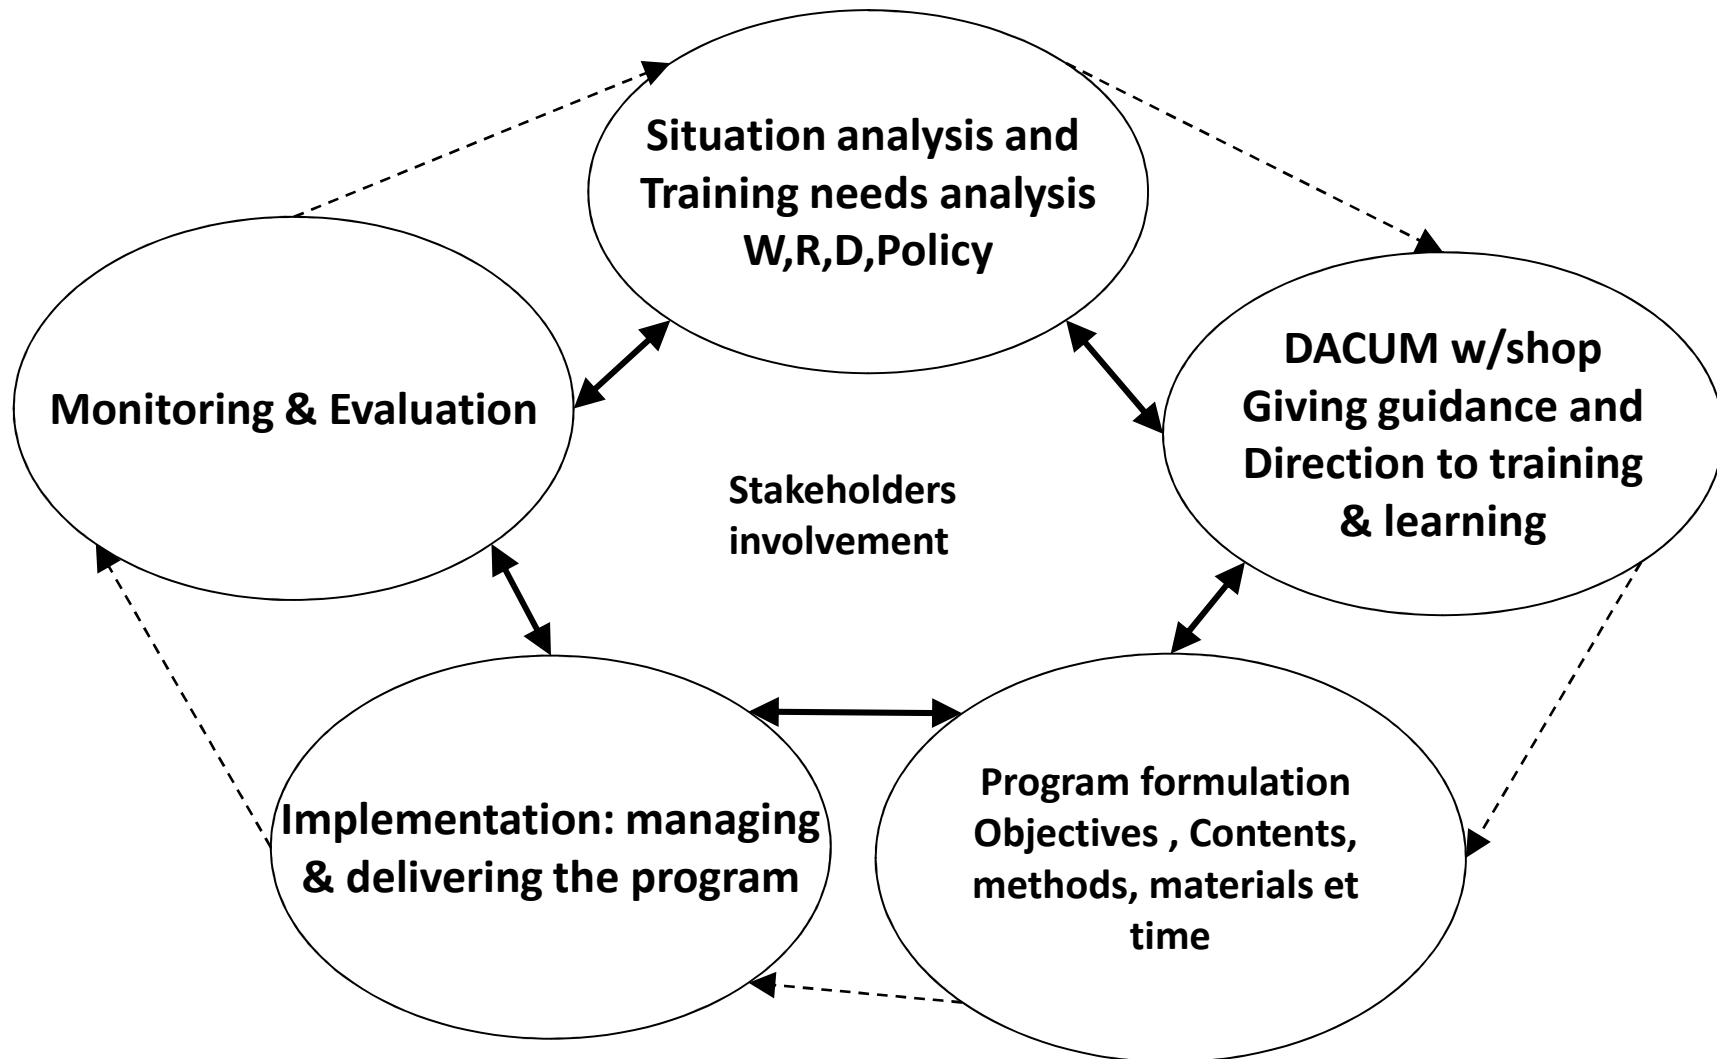 Situation analysis and
Training needs analysis
W,R,D,Policy
DACUM w/shop
Giving guidance and
Direction to training
& learning
Monitoring & Evaluation
Stakeholders
involvement
Program formulation
Objectives , Contents,
methods, materials et
time
Implementation: managing
& delivering the program